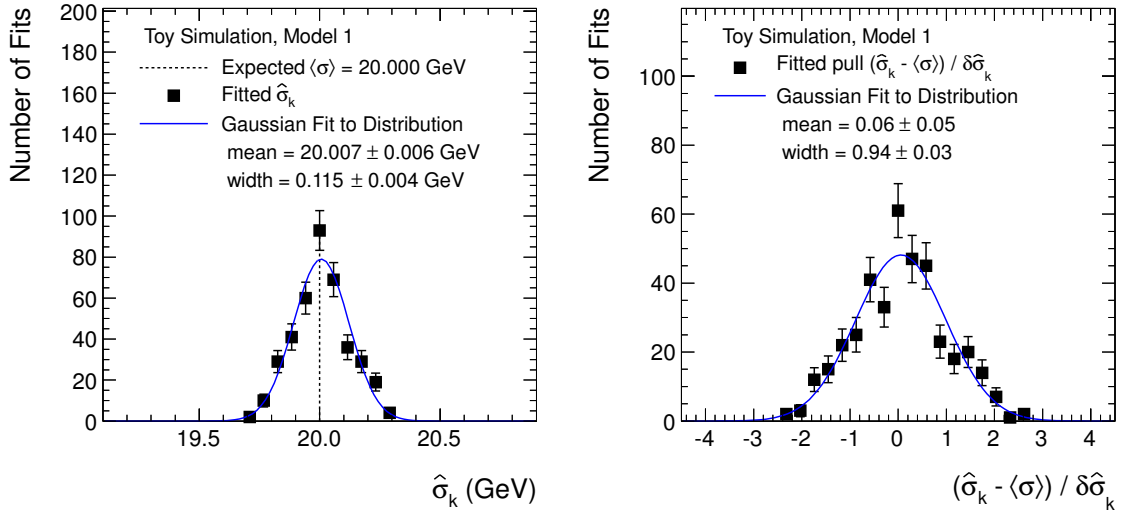 Number of Fits
200
180
160
140
120
100
80
60
40
20
0
Toy Simulation, Model 1
Expected ⟨σ⟩ = 20.000 GeV
Fitted σ̂k
Gaussian Fit to Distribution
mean = 20.007 ± 0.006 GeV
width = 0.115 ± 0.004 GeV
19.5 20.0 20.5
σ̂k (GeV)
Number of Fits
100
80
60
40
20
0
Toy Simulation, Model 1
Fitted pull (σ̂k - ⟨σ⟩) / δσ̂k
Gaussian Fit to Distribution
mean = 0.06 ± 0.05
width = 0.94 ± 0.03
-4 -3 -2 -1 0 1 2 3 4
(σ̂k - ⟨σ⟩) / δσ̂k